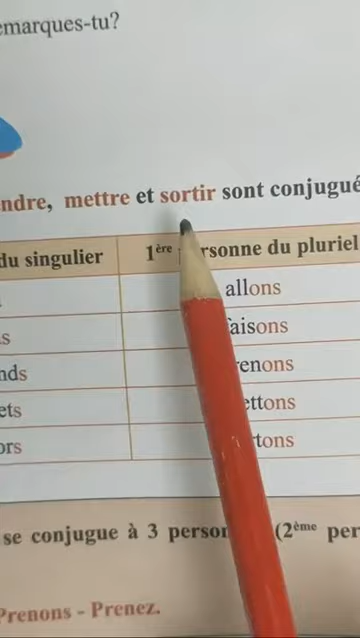 emarques-tu?
ndre, mettre et sortir sont conjugué
du singulier 1ère rsonne du pluriel
allons
s aisons
nds enons
ets ettons
ors tons
se conjugue à 3 person (2ème per
Prenons - Prenez.